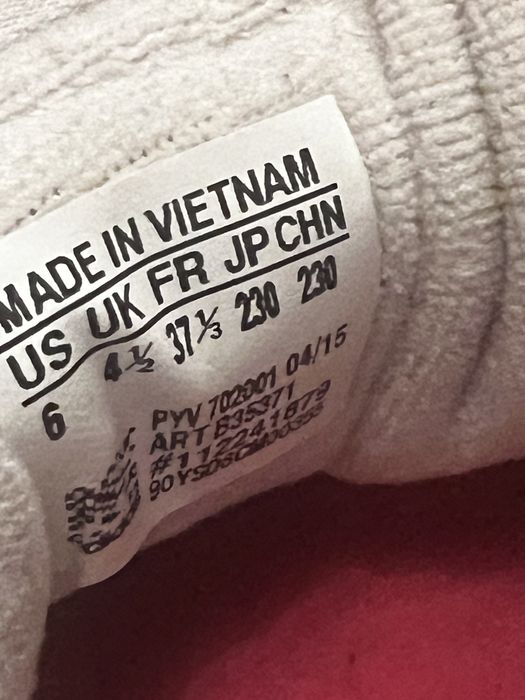 MADE IN VIETNAM
US UK FR JP CHN
6 4½ 37⅓ 230 230
PYV 702001 04/15
ART B35371
#112241879